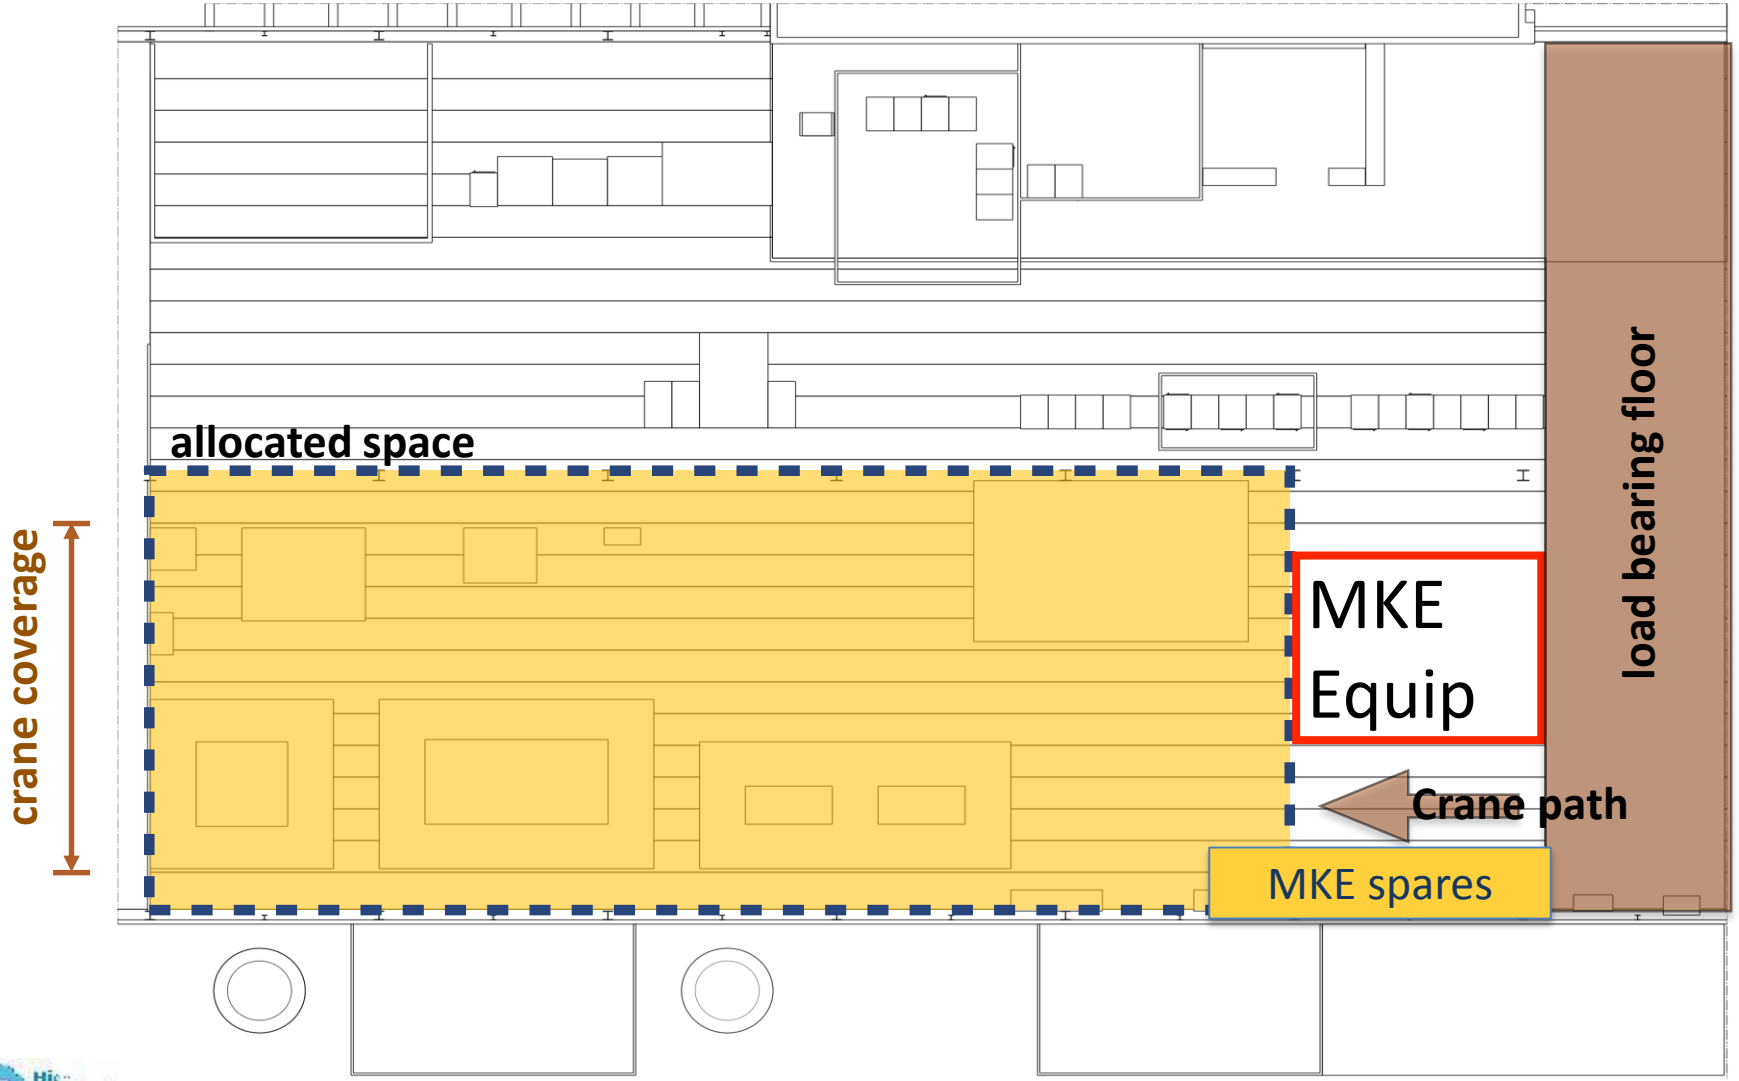 allocated space
crane coverage
load bearing floor
MKE
Equip
Crane path
MKE spares